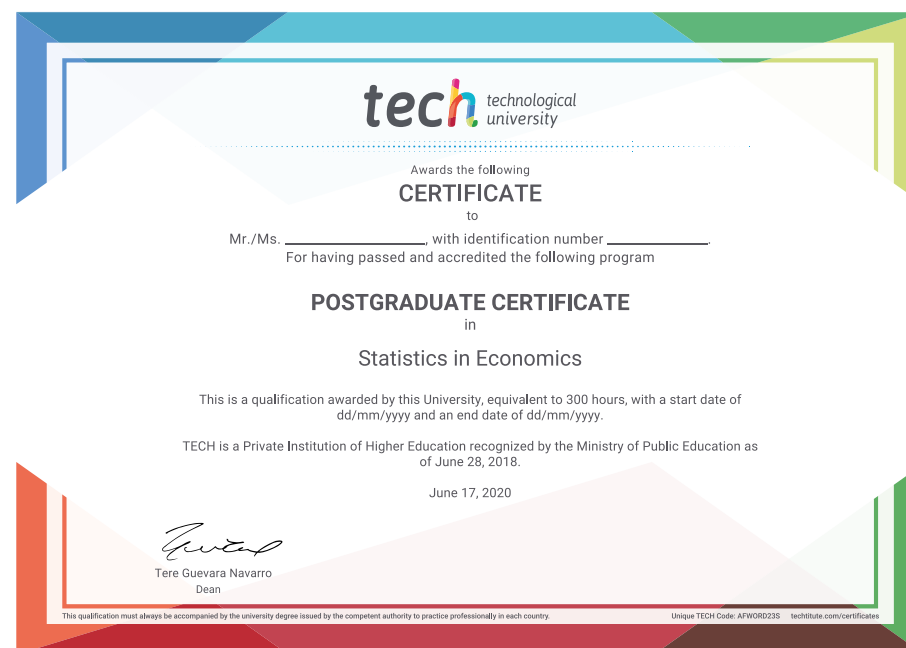 tech technological
university
Awards the following
CERTIFICATE
to
Mr./Ms. ____________________, with identification number ______________.
For having passed and accredited the following program
POSTGRADUATE CERTIFICATE
in
Statistics in Economics
This is a qualification awarded by this University, equivalent to 300 hours, with a start date of
dd/mm/yyyy and an end date of dd/mm/yyyy.
TECH is a Private Institution of Higher Education recognized by the Ministry of Public Education as
of June 28, 2018.
June 17, 2020
Tere Guevara Navarro
Dean
This qualification must always be accompanied by the university degree issued by the competent authority to practice professionally in each country. Unique TECH Code: AFWORD23S techtitute.com/certificates